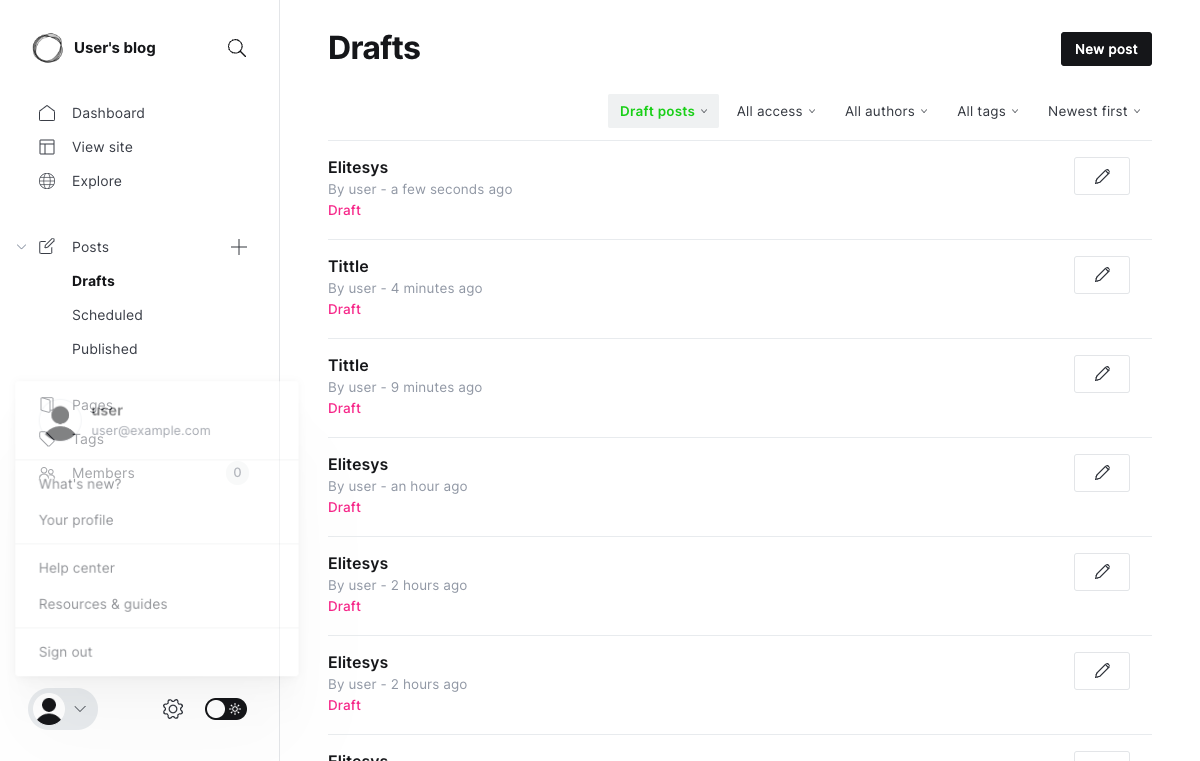 User's blog
Dashboard
View site
Explore
Posts
Drafts
Scheduled
Published
Pages
user
user@example.com
Tags
Members
0
What's new?
Your profile
Help center
Resources & guides
Sign out
Drafts
New post
Draft posts
All access
All authors
All tags
Newest first
Elitesys
By user - a few seconds ago
Draft
Tittle
By user - 4 minutes ago
Draft
Tittle
By user - 9 minutes ago
Draft
Elitesys
By user - an hour ago
Draft
Elitesys
By user - 2 hours ago
Draft
Elitesys
By user - 2 hours ago
Draft
Elitesys